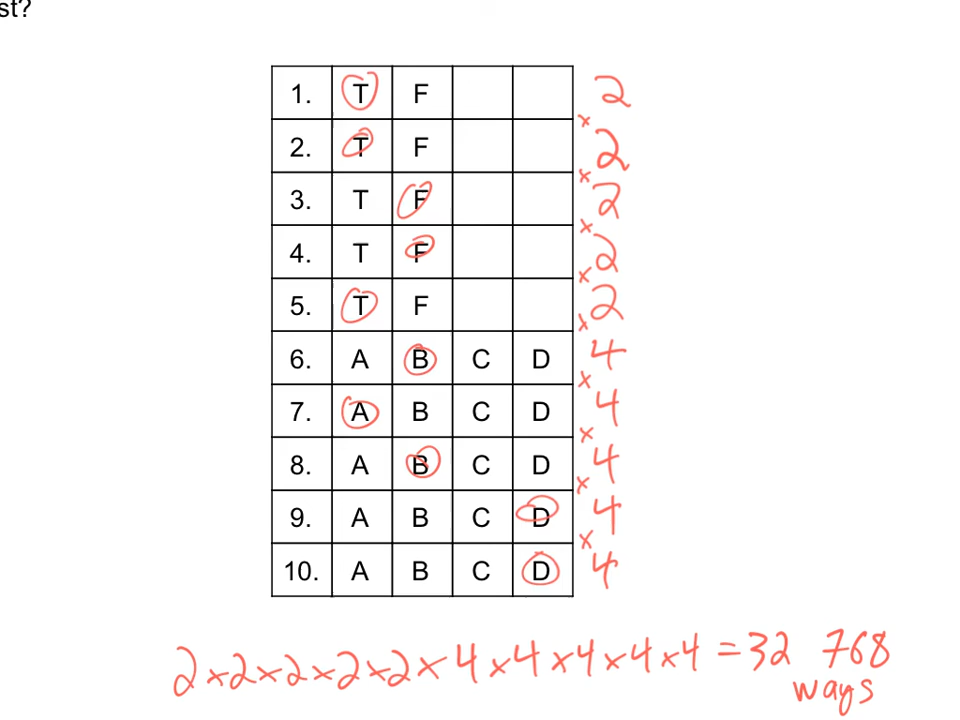 st?
1. T F 2
× 2. T F 2
× 3. T F 2
× 4. T F 2
× 5. T F 2
× 6. A B C D 4
× 7. A B C D 4
× 8. A B C D 4
× 9. A B C D 4
× 10. A B C D 4
2×2×2×2×2×4×4×4×4×4 = 32 768
ways